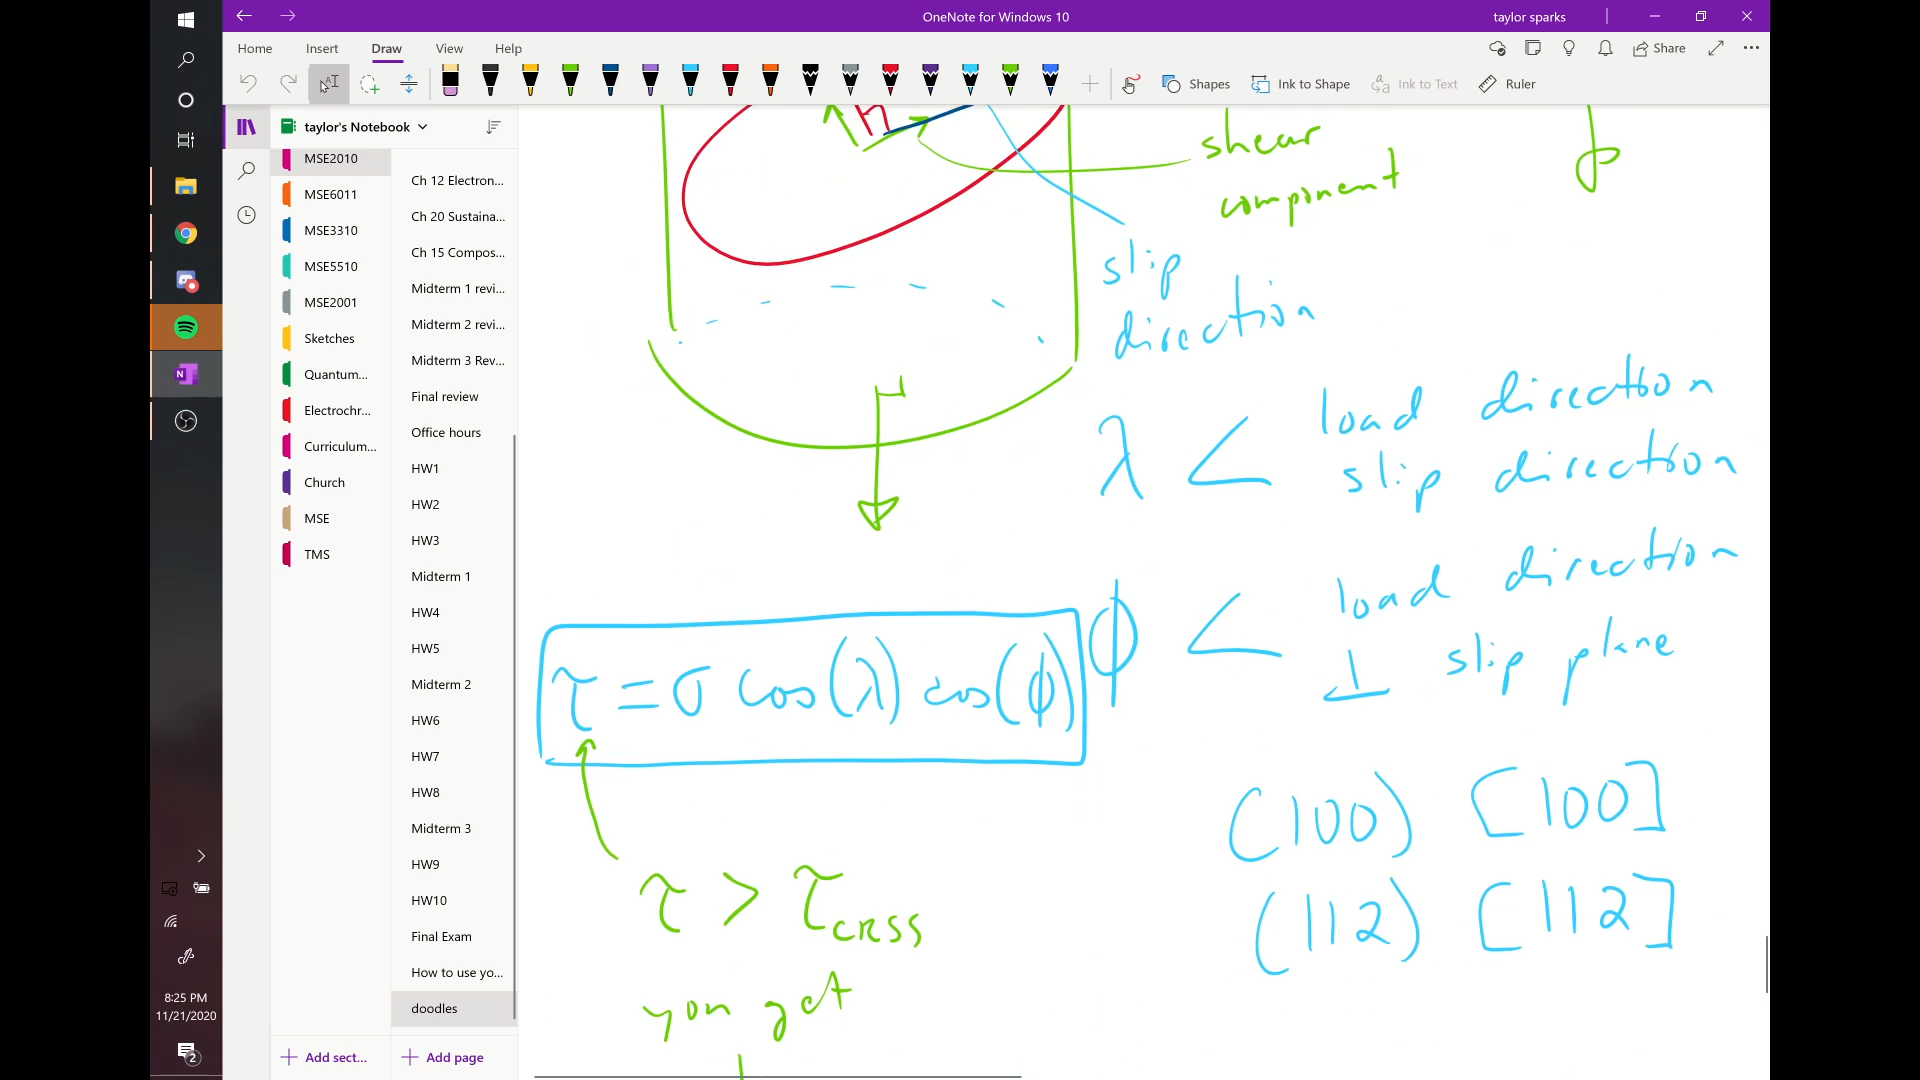 OneNote for Windows 10
taylor sparks
Home Insert Draw View Help
Share
Shapes Ink to Shape Ink to Text Ruler
taylor's Notebook
MSE2010
MSE6011
MSE3310
MSE5510
MSE2001
Sketches
Quantum...
Electrochr...
Curriculum...
Church
MSE
TMS
Add sect...
Ch 12 Electron...
Ch 20 Sustaina...
Ch 15 Compos...
Midterm 1 revi...
Midterm 2 revi...
Midterm 3 Rev...
Final review
Office hours
HW1
HW2
HW3
Midterm 1
HW4
HW5
Midterm 2
HW6
HW7
HW8
Midterm 3
HW9
HW10
Final Exam
How to use yo...
doodles
Add page
shear
component
slip
direction
λ < load direction
slip direction
ϕ < load direction
⊥ slip plane
τ = σ cos(λ) cos(ϕ)
τ > τCRSS
you get
(100) [100]
(112) [112]
8:25 PM
11/21/2020
2